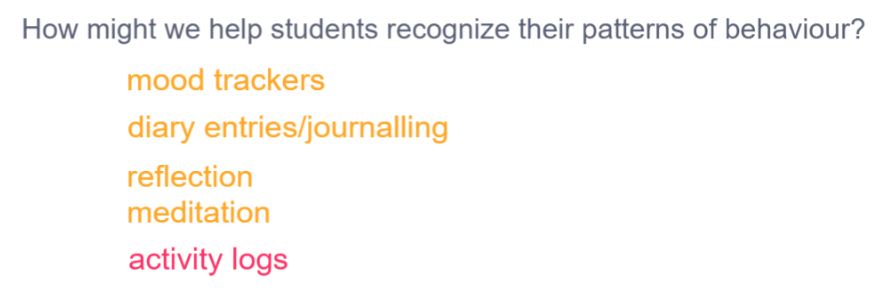 How might we help students recognize their patterns of behaviour?
mood trackers
diary entries/journalling
reflection
meditation
activity logs